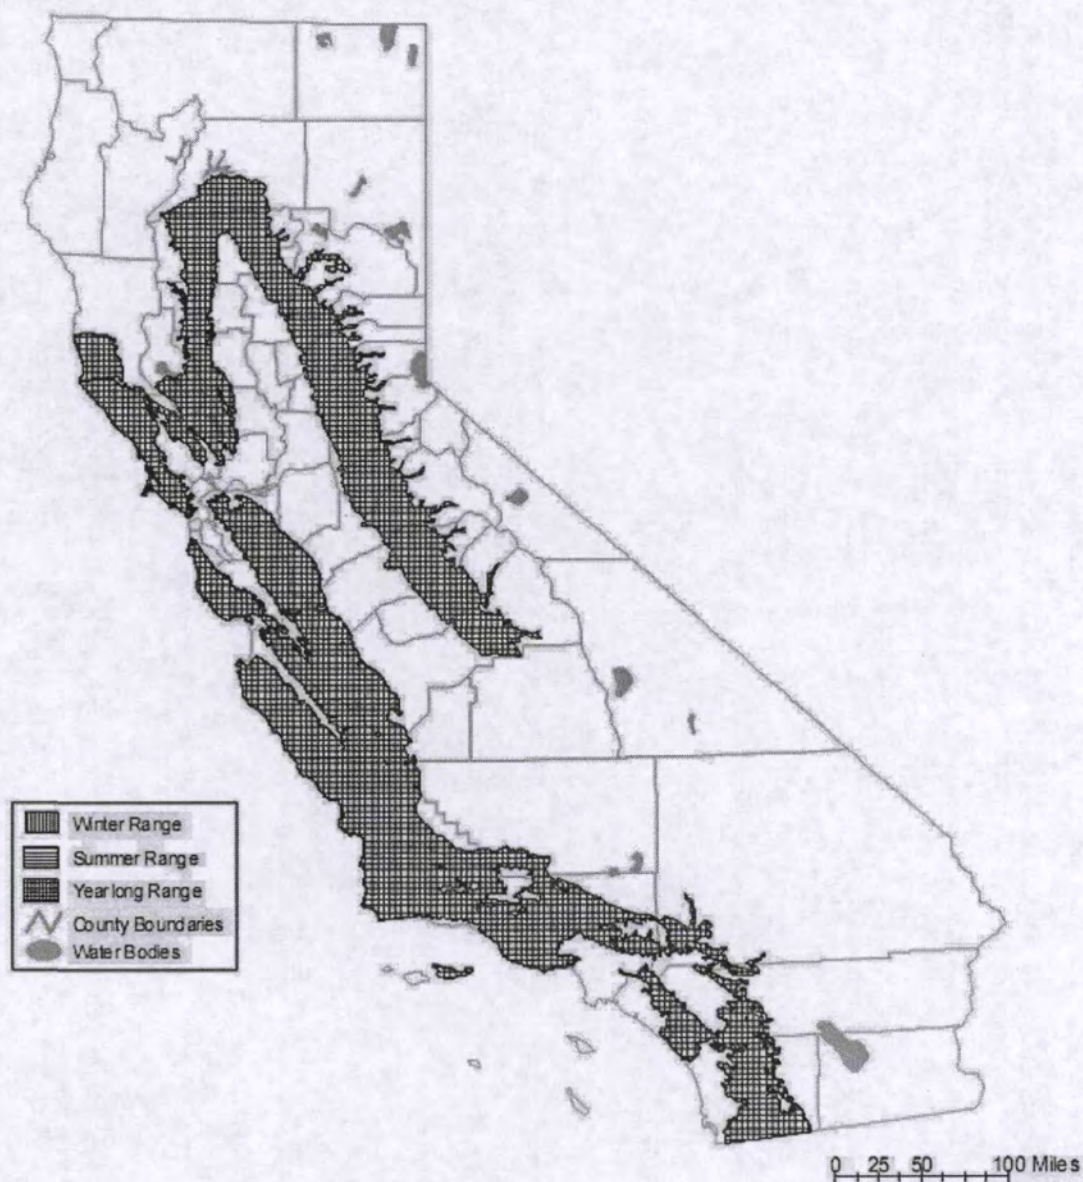 Winter Range
Summer Range
Yearlong Range
County Boundaries
Water Bodies
0 25 50 100 Miles